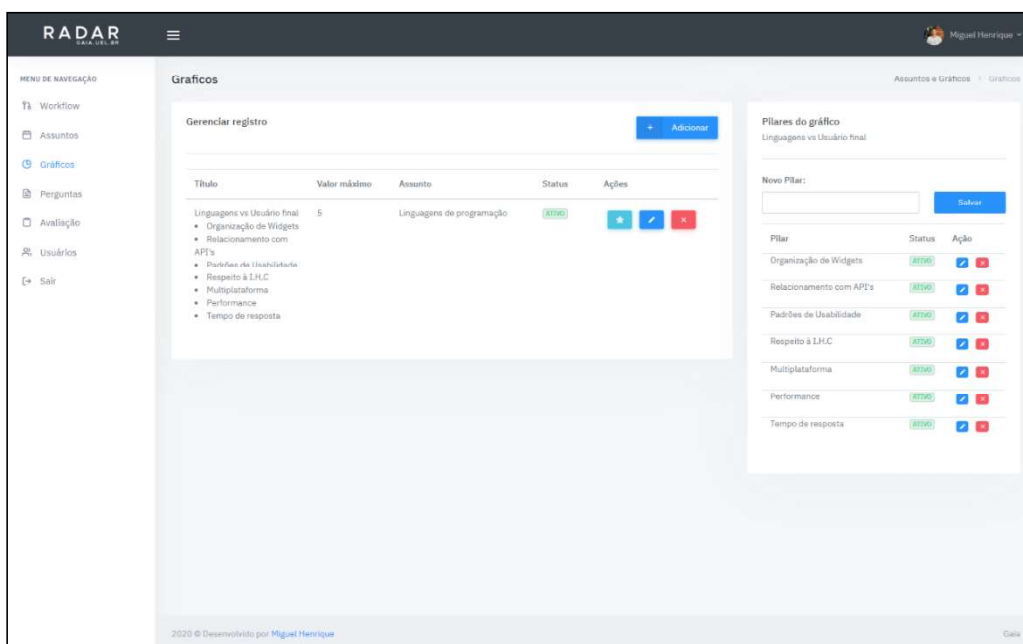 RADAR
GAIA.UEL.BR
Miguel Henrique
MENU DE NAVEGAÇÃO
Workflow
Assuntos
Gráficos
Perguntas
Avaliação
Usuários
Sair
Graficos
Assuntos e Gráficos
Graficos
Gerenciar registro
+ Adicionar
Título Valor máximo Assunto Status Ações
Linguagens vs Usuário final 5 Linguagens de programação ATIVO
• Organização de Widgets
• Relacionamento com
API's
• Padrões de Usabilidade
• Respeito à I.H.C
• Multiplataforma
• Performance
• Tempo de resposta
Pilares do gráfico
Linguagens vs Usuário final
Novo Pilar:
Salvar
Pilar Status Ação
Organização de Widgets ATIVO
Relacionamento com API's ATIVO
Padrões de Usabilidade ATIVO
Respeito à I.H.C ATIVO
Multiplataforma ATIVO
Performance ATIVO
Tempo de resposta ATIVO
2020 © Desenvolvido por Miguel Henrique
Gaia